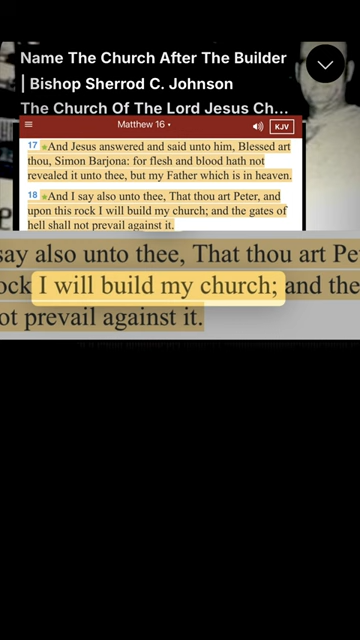 Name The Church After The Builder
| Bishop Sherrod C. Johnson
The Church Of The Lord Jesus Ch...
Matthew 16
KJV
17 And Jesus answered and said unto him, Blessed art
thou, Simon Barjona: for flesh and blood hath not
revealed it unto thee, but my Father which is in heaven.
18 And I say also unto thee, That thou art Peter, and
upon this rock I will build my church; and the gates of
hell shall not prevail against it.
say also unto thee, That thou art Pe
ock I will build my church; and the
ot prevail against it.